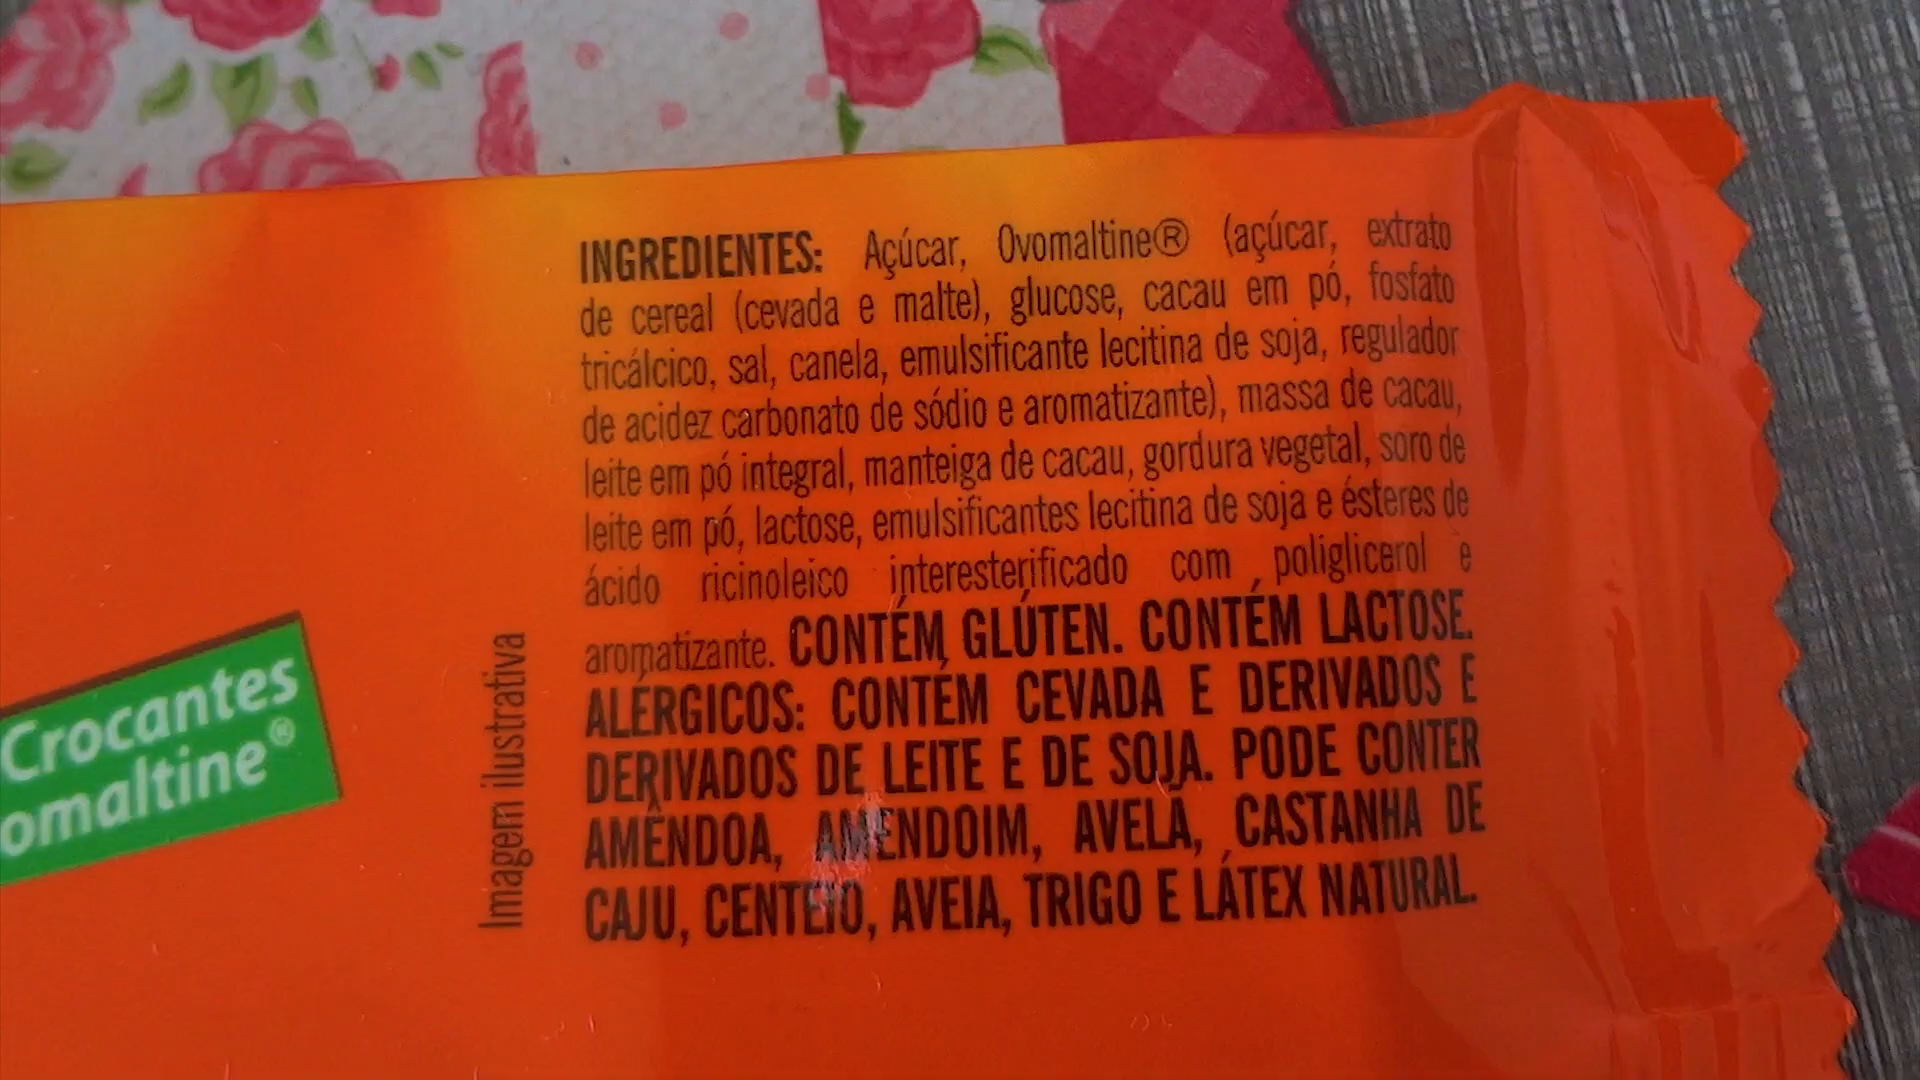 INGREDIENTES: Açúcar, Ovomaltine® (açúcar, extrato
de cereal (cevada e malte), glucose, cacau em pó, fosfato
tricálcico, sal, canela, emulsificante lecitina de soja, regulador
de acidez carbonato de sódio e aromatizante), massa de cacau,
leite em pó integral, manteiga de cacau, gordura vegetal, soro de
leite em pó, lactose, emulsificantes lecitina de soja e ésteres de
ácido ricinoleico interesterificado com poliglicerol e
aromatizante. CONTÉM GLÚTEN. CONTÉM LACTOSE.
ALÉRGICOS: CONTÉM CEVADA E DERIVADOS E
DERIVADOS DE LEITE E DE SOJA. PODE CONTER
AMÊNDOA, AMENDOIM, AVELÃ, CASTANHA DE
CAJU, CENTEIO, AVEIA, TRIGO E LÁTEX NATURAL.
Imagem ilustrativa
Crocantes
omaltine®